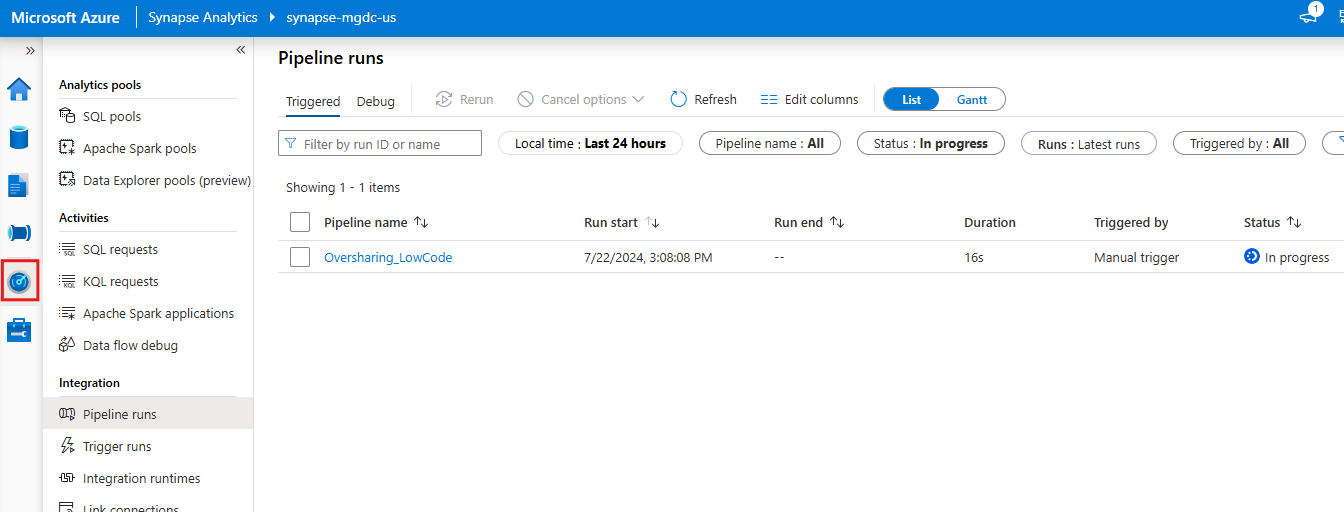 Microsoft Azure Synapse Analytics synapse-mgdc-us 1
Pipeline runs
Analytics pools
SQL pools
Apache Spark pools
Data Explorer pools (preview)
Activities
SQL requests
KQL requests
Apache Spark applications
Data flow debug
Integration
Pipeline runs
Trigger runs
Integration runtimes
Link connections
Triggered Debug Rerun Cancel options Refresh Edit columns List Gantt
Filter by run ID or name Local time : Last 24 hours Pipeline name : All Status : In progress Runs : Latest runs Triggered by : All
Showing 1 - 1 items
Pipeline name Run start Run end Duration Triggered by Status
Oversharing_LowCode 7/22/2024, 3:08:08 PM -- 16s Manual trigger In progress